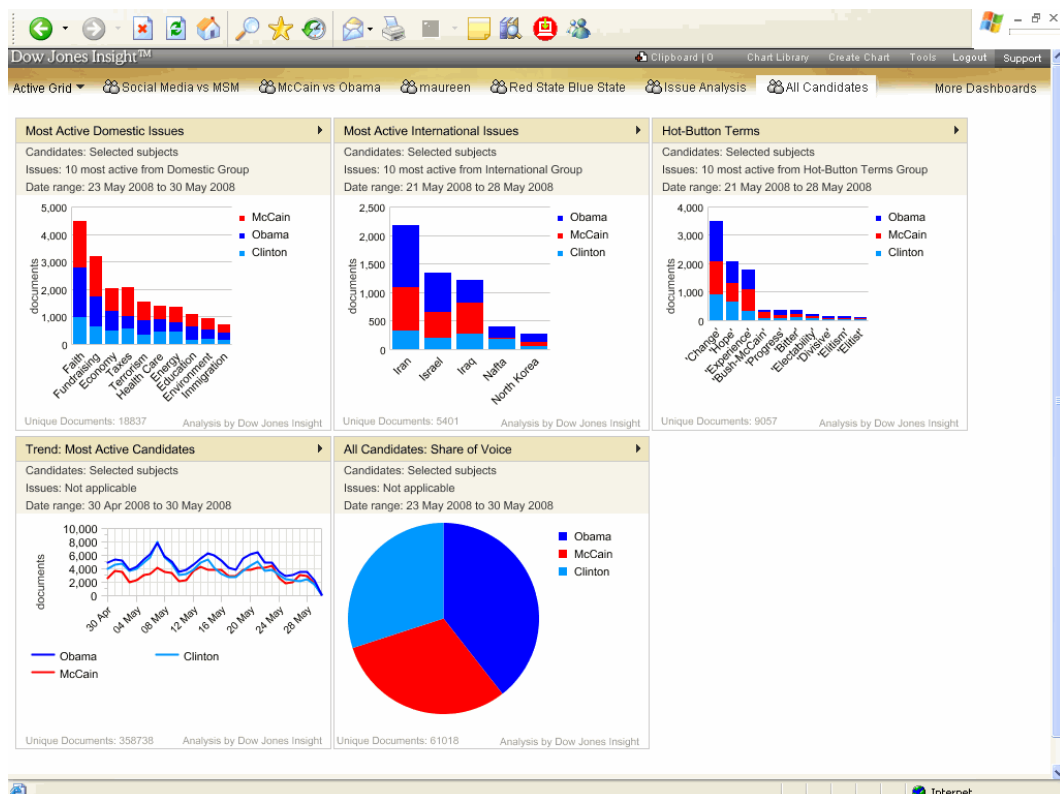 Dow Jones Insight™
Clipboard | 0 Chart Library Create Chart Tools Logout Support
Active Grid Social Media vs MSM McCain vs Obama maureen Red State Blue State Issue Analysis All Candidates More Dashboards
Most Active Domestic Issues
Candidates: Selected subjects
Issues: 10 most active from Domestic Group
Date range: 23 May 2008 to 30 May 2008
5,000
4,000
3,000
2,000
1,000
0
documents
McCain
Obama
Clinton
Faith
Fundraising
Economy
Taxes
Terrorism
Health Care
Energy
Education
Environment
Immigration
Unique Documents: 18837 Analysis by Dow Jones Insight
Most Active International Issues
Candidates: Selected subjects
Issues: 10 most active from International Group
Date range: 21 May 2008 to 28 May 2008
2,500
2,000
1,500
1,000
500
0
documents
Obama
McCain
Clinton
Iran
Israel
Iraq
Nafta
North Korea
Unique Documents: 5401 Analysis by Dow Jones Insight
Hot-Button Terms
Candidates: Selected subjects
Issues: 10 most active from Hot-Button Terms Group
Date range: 21 May 2008 to 28 May 2008
4,000
3,000
2,000
1,000
0
documents
Obama
McCain
Clinton
'Change'
'Hope'
'Experience'
'Bush-McCain'
'Progress'
'Bitter'
'Electability'
'Divisive'
'Elitism'
'Elitist'
Unique Documents: 9057 Analysis by Dow Jones Insight
Trend: Most Active Candidates
Candidates: Selected subjects
Issues: Not applicable
Date range: 30 Apr 2008 to 30 May 2008
10,000
8,000
6,000
4,000
2,000
0
documents
30 Apr
04 May
08 May
12 May
16 May
20 May
24 May
28 May
Obama Clinton
McCain
Unique Documents: 358738 Analysis by Dow Jones Insight
All Candidates: Share of Voice
Candidates: Selected subjects
Issues: Not applicable
Date range: 23 May 2008 to 30 May 2008
Obama
McCain
Clinton
Unique Documents: 61018 Analysis by Dow Jones Insight
Internet